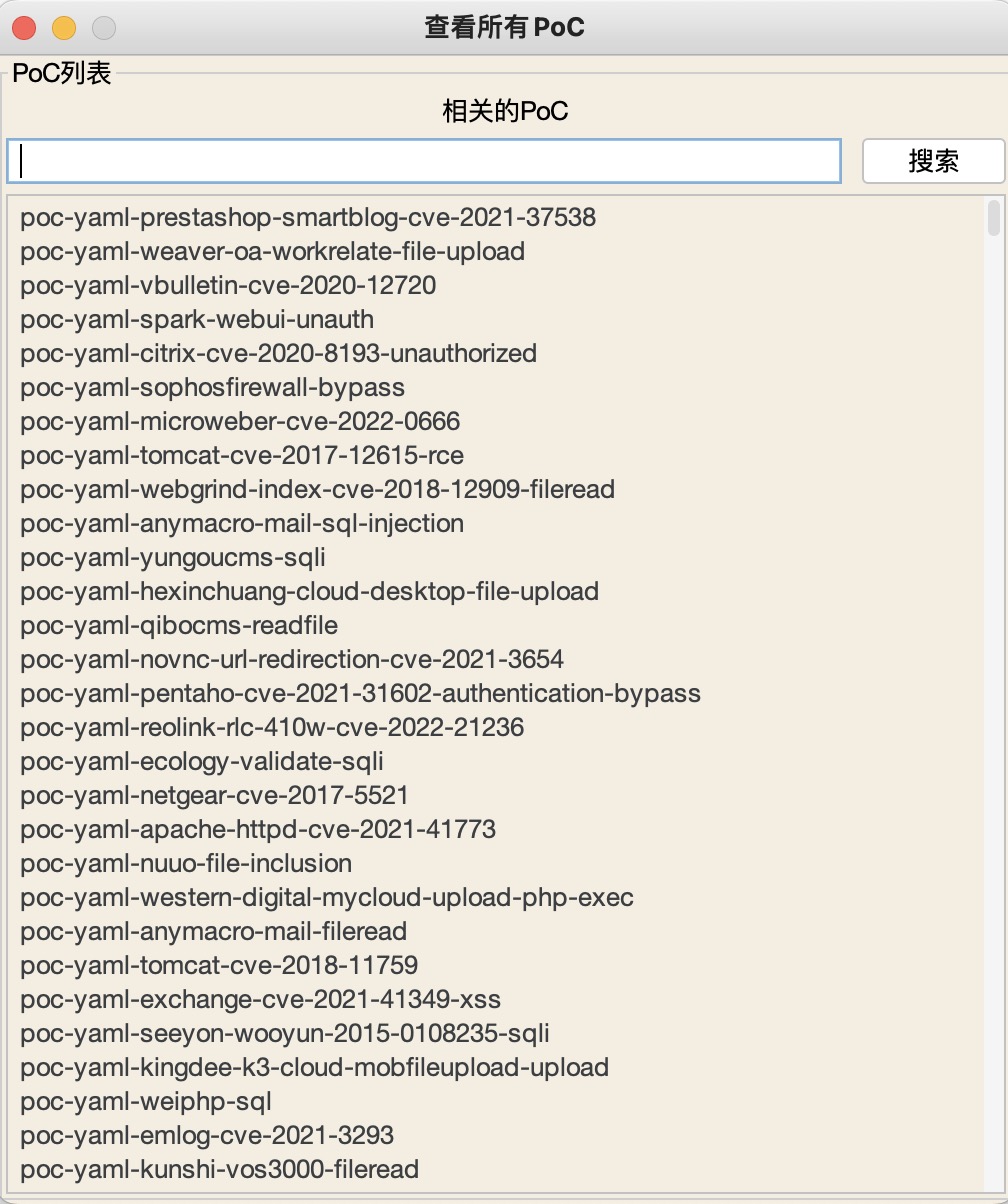 查看所有 PoC
PoC列表
相关的PoC
搜索
poc-yaml-prestashop-smartblog-cve-2021-37538
poc-yaml-weaver-oa-workrelate-file-upload
poc-yaml-vbulletin-cve-2020-12720
poc-yaml-spark-webui-unauth
poc-yaml-citrix-cve-2020-8193-unauthorized
poc-yaml-sophosfirewall-bypass
poc-yaml-microweber-cve-2022-0666
poc-yaml-tomcat-cve-2017-12615-rce
poc-yaml-webgrind-index-cve-2018-12909-fileread
poc-yaml-anymacro-mail-sql-injection
poc-yaml-yungoucms-sqli
poc-yaml-hexinchuang-cloud-desktop-file-upload
poc-yaml-qibocms-readfile
poc-yaml-novnc-url-redirection-cve-2021-3654
poc-yaml-pentaho-cve-2021-31602-authentication-bypass
poc-yaml-reolink-rlc-410w-cve-2022-21236
poc-yaml-ecology-validate-sqli
poc-yaml-netgear-cve-2017-5521
poc-yaml-apache-httpd-cve-2021-41773
poc-yaml-nuuo-file-inclusion
poc-yaml-western-digital-mycloud-upload-php-exec
poc-yaml-anymacro-mail-fileread
poc-yaml-tomcat-cve-2018-11759
poc-yaml-exchange-cve-2021-41349-xss
poc-yaml-seeyon-wooyun-2015-0108235-sqli
poc-yaml-kingdee-k3-cloud-mobfileupload-upload
poc-yaml-weiphp-sql
poc-yaml-emlog-cve-2021-3293
poc-yaml-kunshi-vos3000-fileread